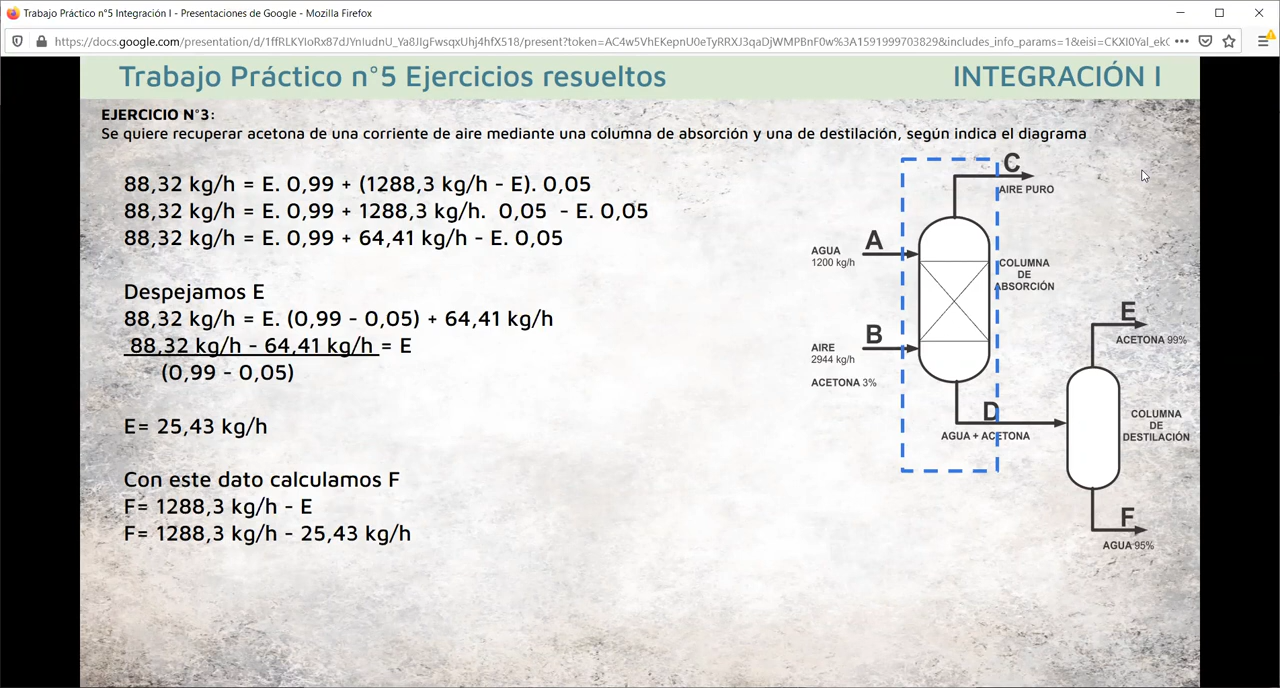 Trabajo Práctico n°5 Integración I - Presentaciones de Google - Mozilla Firefox
https://docs.google.com/presentation/d/1ffRLKYIoRx87dJYnIudnU_Ya8JIgFwsqxUhj4hfX518/present?token=AC4w5VhEKepnU0eTyRRXJ3qaDjWMPBnF0w%3A1591999703829&includes_info_params=1&eisi=CKXI0YaI_ekC
Trabajo Práctico n°5 Ejercicios resueltos
INTEGRACIÓN I
EJERCICIO N°3:
Se quiere recuperar acetona de una corriente de aire mediante una columna de absorción y una de destilación, según indica el diagrama
88,32 kg/h = E. 0,99 + (1288,3 kg/h - E). 0,05
88,32 kg/h = E. 0,99 + 1288,3 kg/h. 0,05 - E. 0,05
88,32 kg/h = E. 0,99 + 64,41 kg/h - E. 0,05
Despejamos E
88,32 kg/h = E. (0,99 - 0,05) + 64,41 kg/h
88,32 kg/h - 64,41 kg/h = E
(0,99 - 0,05)
E= 25,43 kg/h
Con este dato calculamos F
F= 1288,3 kg/h - E
F= 1288,3 kg/h - 25,43 kg/h
C
AIRE PURO
A
AGUA
1200 kg/h
COLUMNA
DE
ABSORCIÓN
B
AIRE
2944 kg/h
ACETONA 3%
E
ACETONA 99%
D
AGUA + ACETONA
COLUMNA
DE
DESTILACIÓN
F
AGUA 95%